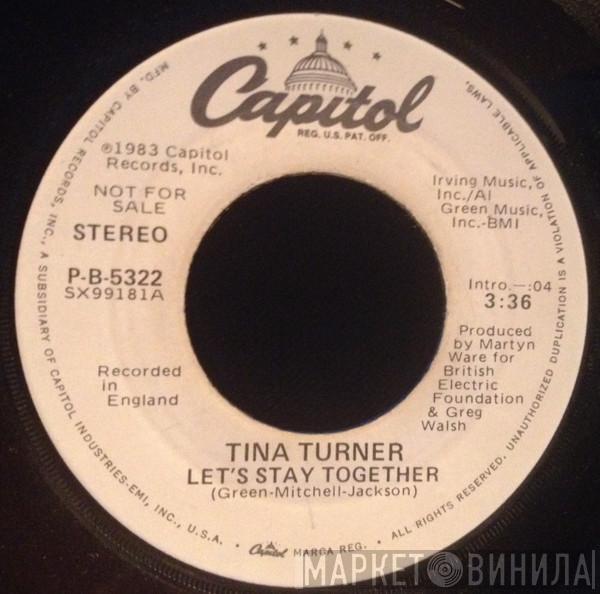 Capitol
REG. U.S. PAT. OFF.
℗1983 Capitol
Records, Inc.
NOT FOR
SALE
STEREO
P-B-5322
SX99181A
Recorded
in
England
Irving Music,
Inc./Al
Green Music,
Inc.-BMI
Intro.—:04
3:36
Produced
by Martyn
Ware for
British
Electric
Foundation
& Greg
Walsh
TINA TURNER
LET'S STAY TOGETHER
(Green-Mitchell-Jackson)
MFD. BY CAPITOL RECORDS, INC., A SUBSIDIARY OF CAPITOL INDUSTRIES-EMI, INC., U.S.A. • Capitol MARCA REG. • ALL RIGHTS RESERVED. UNAUTHORIZED DUPLICATION IS A VIOLATION OF APPLICABLE LAWS.
МАРКЕТ ВИНИЛА